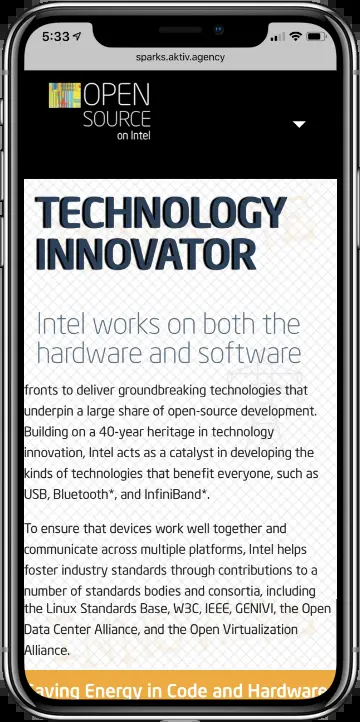 5:33
sparks.aktiv.agency
OPEN
SOURCE
on Intel
TECHNOLOGY
INNOVATOR
Intel works on both the
hardware and software
fronts to deliver groundbreaking technologies that
underpin a large share of open-source development.
Building on a 40-year heritage in technology
innovation, Intel acts as a catalyst in developing the
kinds of technologies that benefit everyone, such as
USB, Bluetooth*, and InfiniBand*.
To ensure that devices work well together and
communicate across multiple platforms, Intel helps
foster industry standards through contributions to a
number of standards bodies and consortia, including
the Linux Standards Base, W3C, IEEE, GENIVI, the Open
Data Center Alliance, and the Open Virtualization
Alliance.
Saving Energy in Code and Hardware